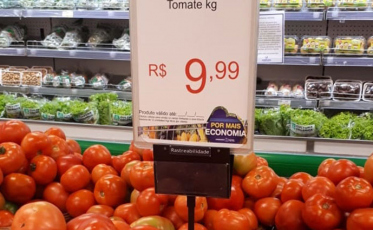 Tomate kg
R$ 9,99
POR MAIS
ECONOMIA
Rastreabilidade